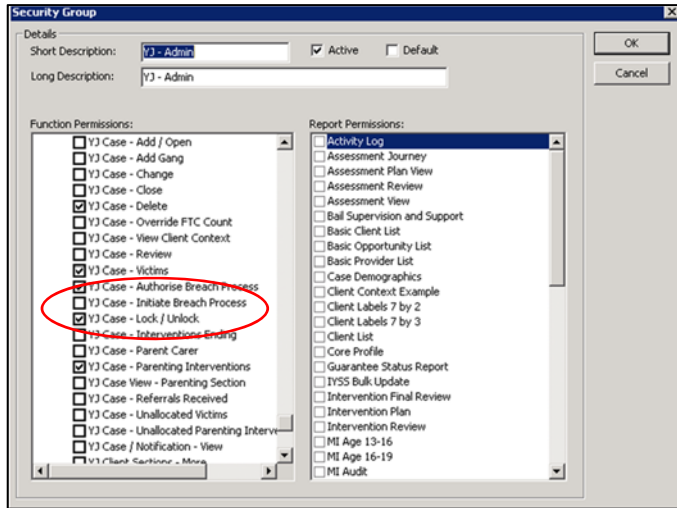 Security Group
Details
Short Description:
YJ - Admin
Active
Default
OK
Long Description:
YJ - Admin
Cancel
Function Permissions:
YJ Case - Add / Open
YJ Case - Add Gang
YJ Case - Change
YJ Case - Close
YJ Case - Delete
YJ Case - Override FTC Count
YJ Case - View Client Context
YJ Case - Review
YJ Case - Victims
YJ Case - Authorise Breach Process
YJ Case - Initiate Breach Process
YJ Case - Lock / Unlock
YJ Case - Interventions Ending
YJ Case - Parent Carer
YJ Case - Parenting Interventions
YJ Case View - Parenting Section
YJ Case - Referrals Received
YJ Case - Unallocated Victims
YJ Case - Unallocated Parenting Interve
YJ Case / Notification - View
YJ Client Sections - More
Report Permissions:
Activity Log
Assessment Journey
Assessment Plan View
Assessment Review
Assessment View
Bail Supervision and Support
Basic Client List
Basic Opportunity List
Basic Provider List
Case Demographics
Client Context Example
Client Labels 7 by 2
Client Labels 7 by 3
Client List
Core Profile
Guarantee Status Report
IYSS Bulk Update
Intervention Final Review
Intervention Plan
Intervention Review
MI Age 13-16
MI Age 16-19
MI Audit